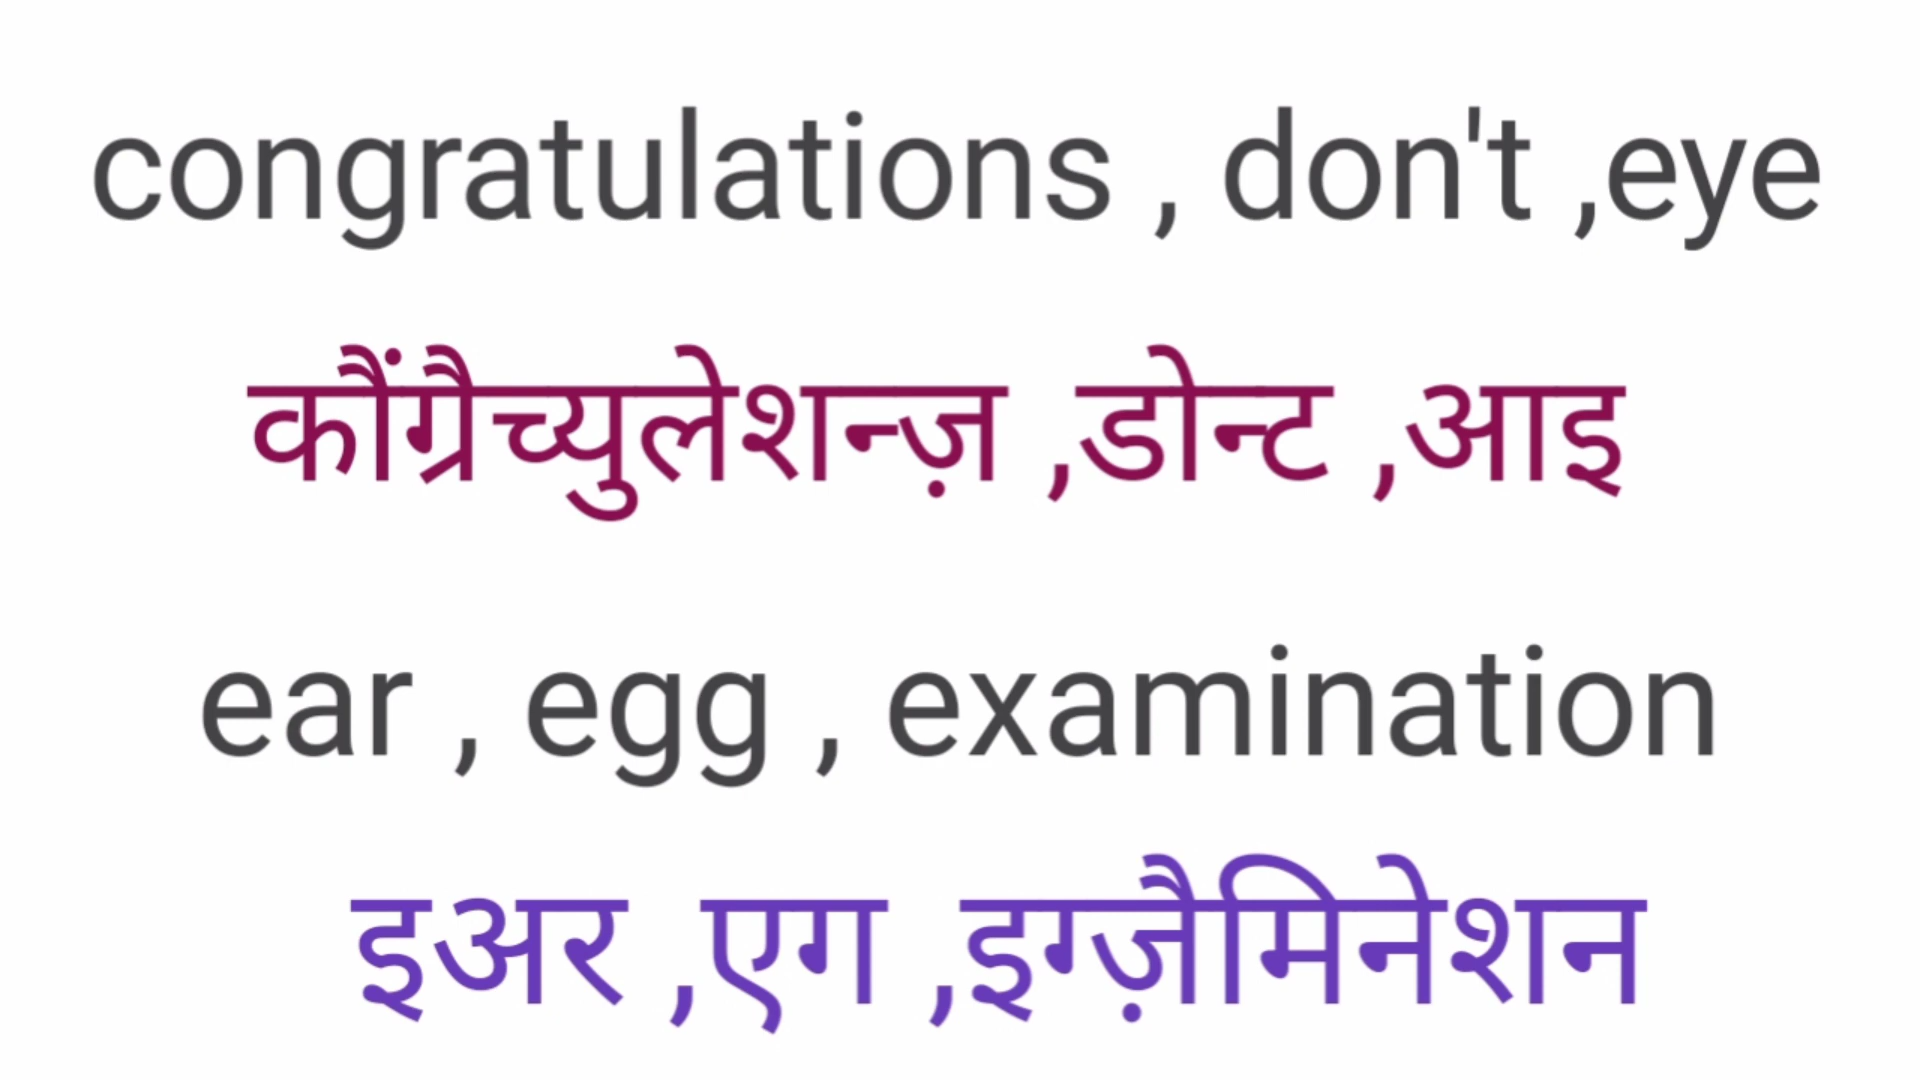 congratulations , don't ,eye
कौंग्रैच्युलेशन्ज़ ,डोन्ट ,आइ
ear , egg , examination
इअर ,एग ,इग्ज़ैमिनेशन